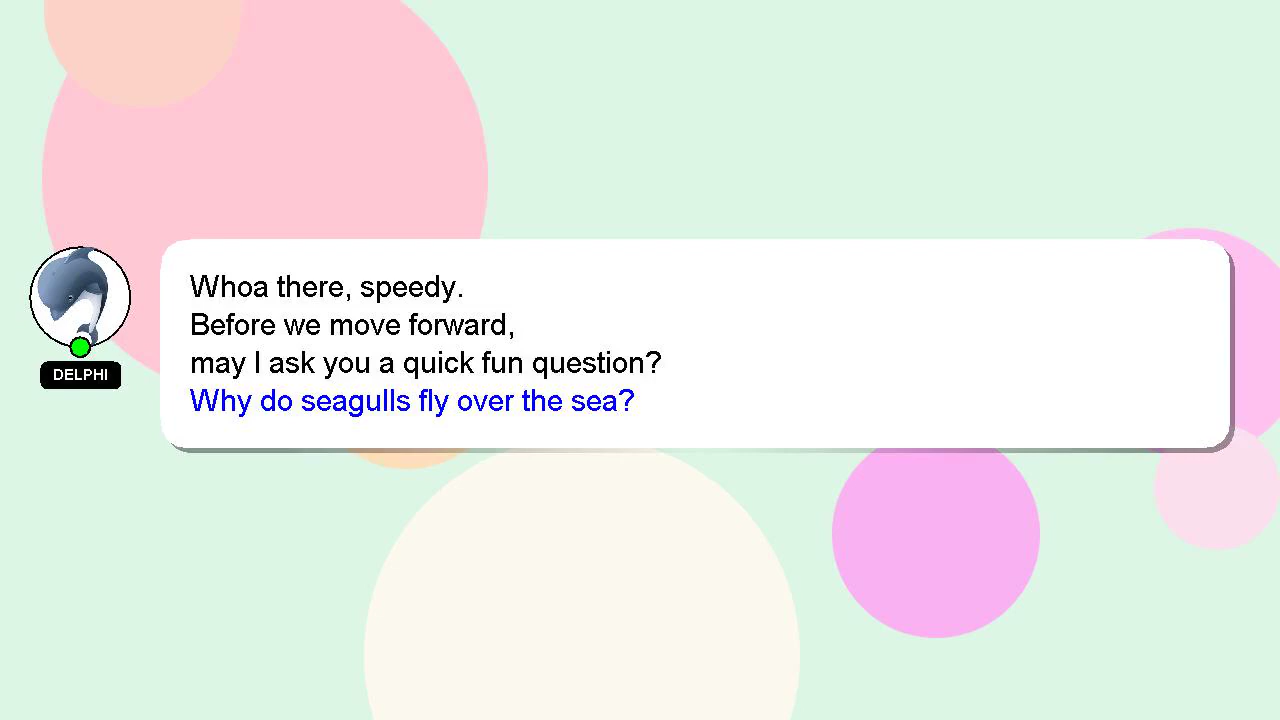 Whoa there, speedy.
Before we move forward,
may I ask you a quick fun question?
Why do seagulls fly over the sea?
DELPHI